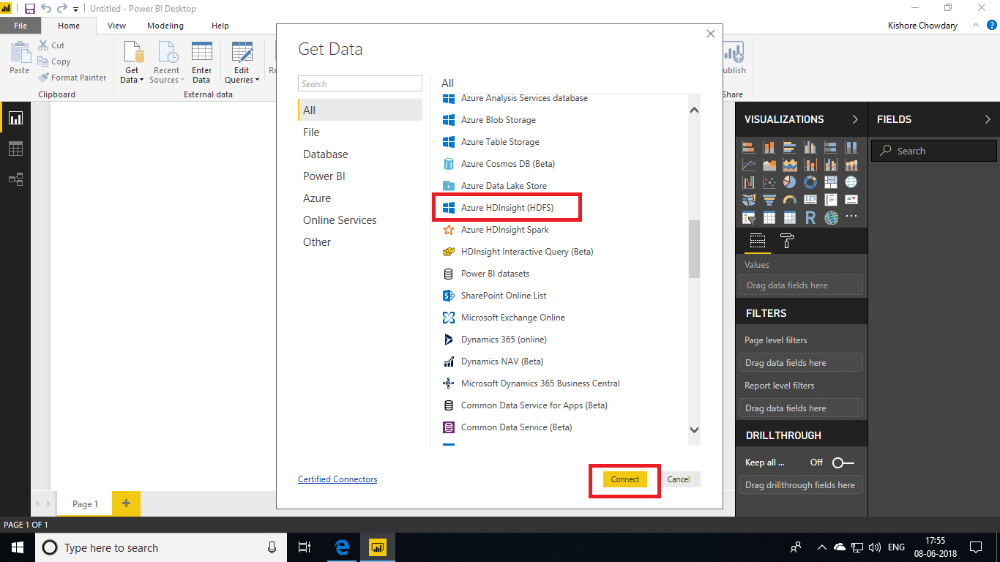 Untitled - Power BI Desktop
File Home View Modeling Help
Kishore Chowdary
Paste
Cut
Copy
Format Painter
Clipboard
Get Data
Recent Sources
Enter Data
Edit Queries
External data
Share
Get Data
Search
All
File
Database
Power BI
Azure
Online Services
Other
All
Azure Analysis Services database
Azure Blob Storage
Azure Table Storage
Azure Cosmos DB (Beta)
Azure Data Lake Store
Azure HDInsight (HDFS)
Azure HDInsight Spark
HDInsight Interactive Query (Beta)
Power BI datasets
SharePoint Online List
Microsoft Exchange Online
Dynamics 365 (online)
Dynamics NAV (Beta)
Microsoft Dynamics 365 Business Central
Common Data Service for Apps (Beta)
Common Data Service (Beta)
Certified Connectors
Connect
Cancel
VISUALIZATIONS
123
R
Values
Drag data fields here
FILTERS
Page level filters
Drag data fields here
Report level filters
Drag data fields here
DRILLTHROUGH
Keep all ... Off
Drag drillthrough fields here
FIELDS
Search
Page 1
PAGE 1 OF 1
Type here to search
ENG
17:55
08-06-2018